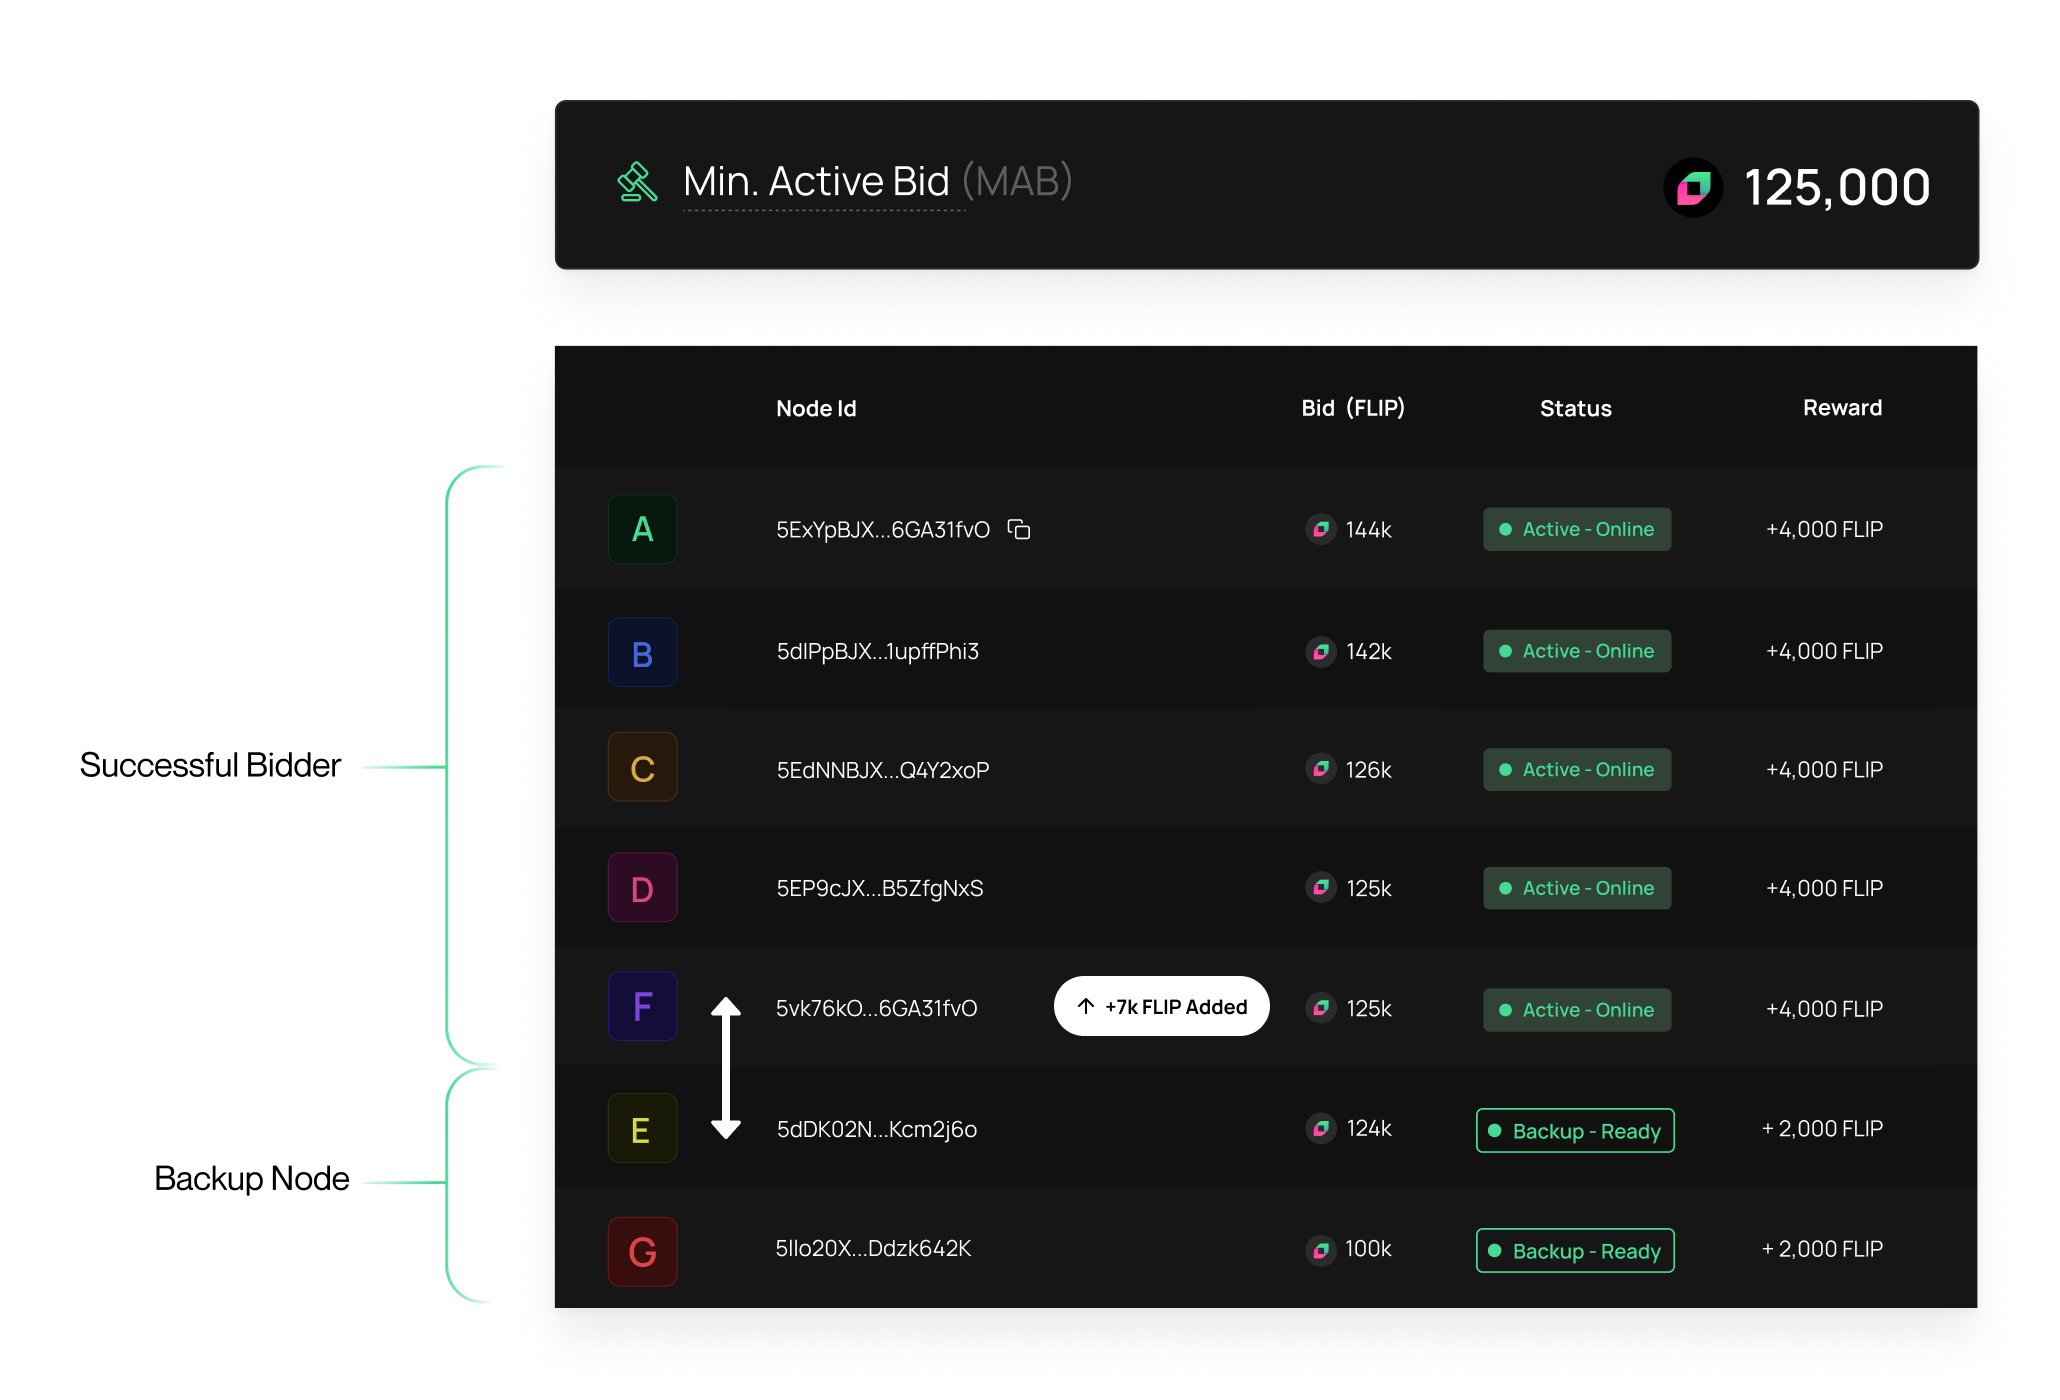 Min. Active Bid (MAB) 125,000
Node Id Bid (FLIP) Status Reward
A 5ExYpBJX...6GA31fvO 144k Active - Online +4,000 FLIP
B 5dIPpBJX...1upffPhi3 142k Active - Online +4,000 FLIP
Successful Bidder
C 5EdNNBJX...Q4Y2xoP 126k Active - Online +4,000 FLIP
D 5EP9cJX...B5ZfgNxS 125k Active - Online +4,000 FLIP
F 5vk76kO...6GA31fvO +7k FLIP Added 125k Active - Online +4,000 FLIP
E 5dDK02N...Kcm2j6o 124k Backup - Ready + 2,000 FLIP
Backup Node
G 5lIo20X...Ddzk642K 100k Backup - Ready + 2,000 FLIP